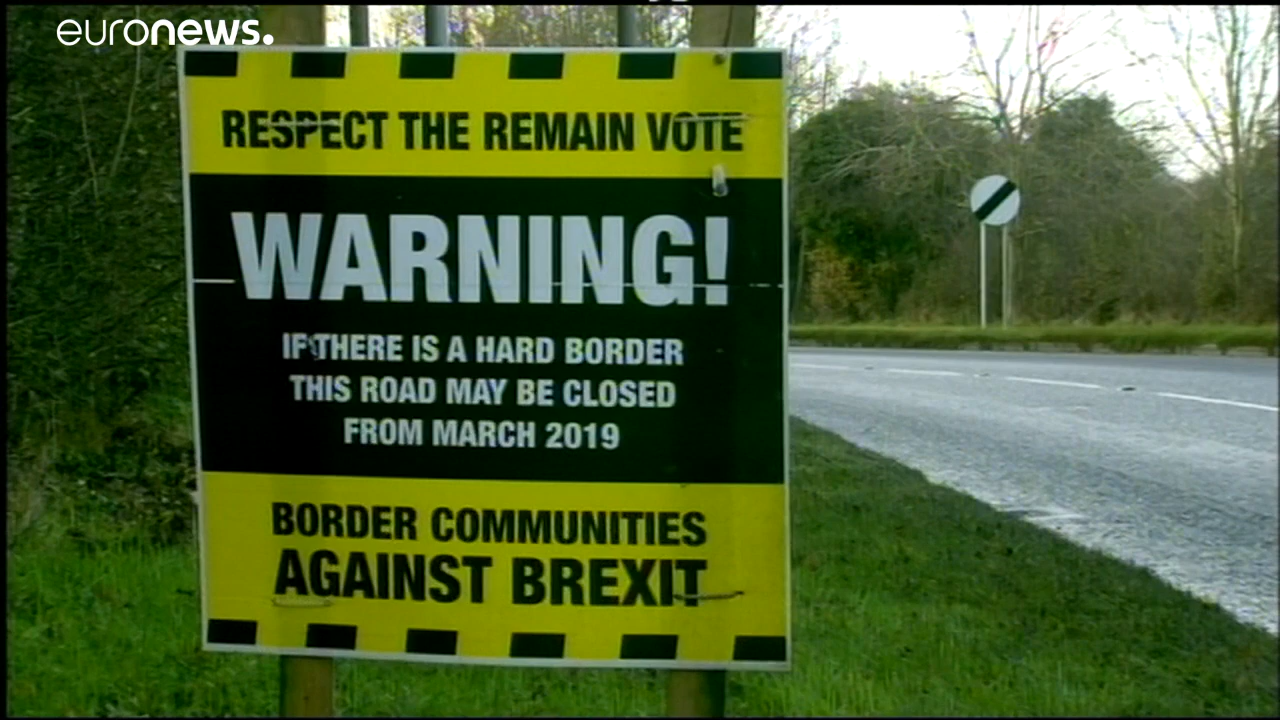 euronews.
RESPECT THE REMAIN VOTE
WARNING!
IF THERE IS A HARD BORDER
THIS ROAD MAY BE CLOSED
FROM MARCH 2019
BORDER COMMUNITIES
AGAINST BREXIT